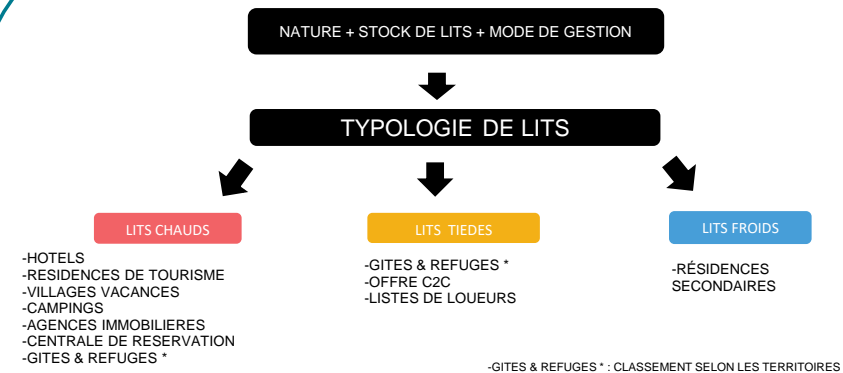 NATURE + STOCK DE LITS + MODE DE GESTION
TYPOLOGIE DE LITS
LITS CHAUDS
-HOTELS
-RESIDENCES DE TOURISME
-VILLAGES VACANCES
-CAMPINGS
-AGENCES IMMOBILIERES
-CENTRALE DE RESERVATION
-GITES & REFUGES *
LITS TIEDES
-GITES & REFUGES *
-OFFRE C2C
-LISTES DE LOUEURS
LITS FROIDS
-RÉSIDENCES
SECONDAIRES
-GITES & REFUGES * : CLASSEMENT SELON LES TERRITOIRES